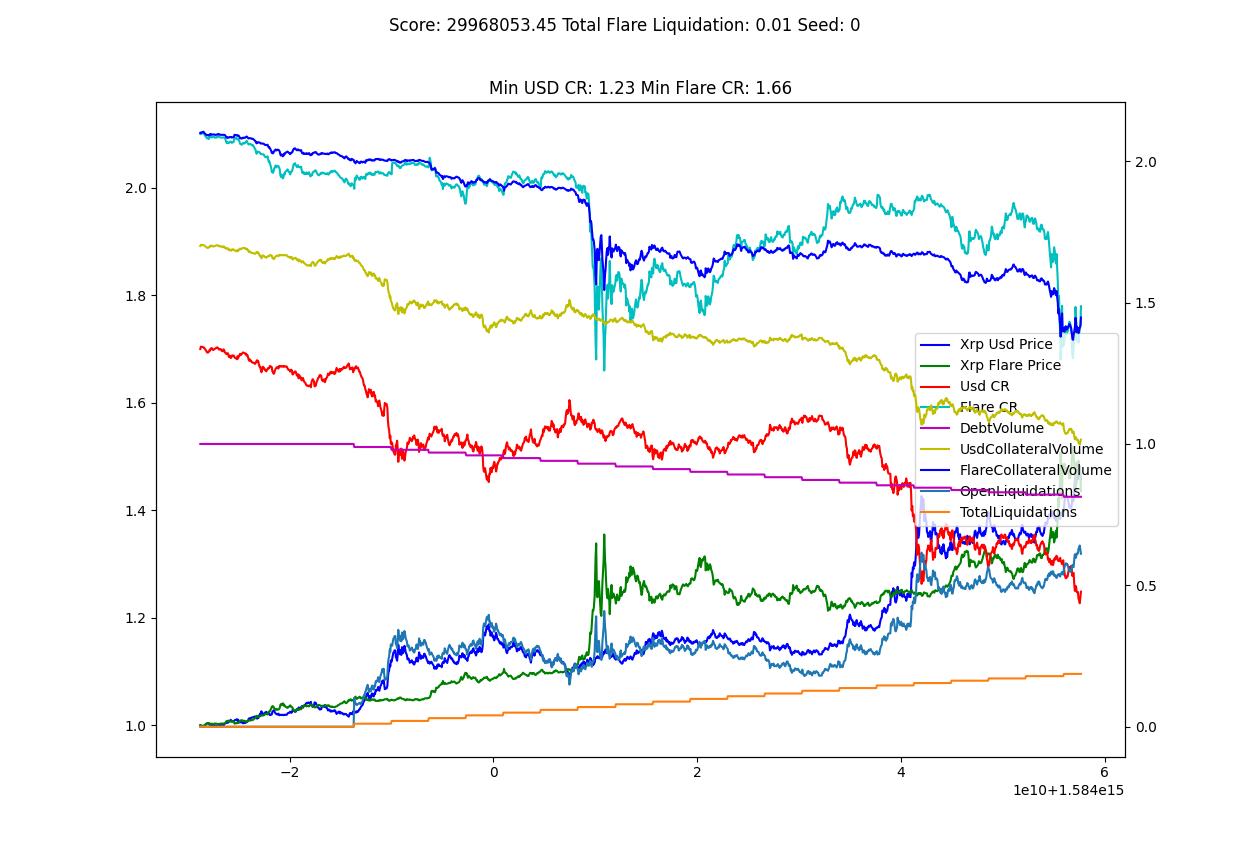 Score: 29968053.45 Total Flare Liquidation: 0.01 Seed: 0
Min USD CR: 1.23 Min Flare CR: 1.66
2.0
1.8
1.6
1.4
1.2
1.0
2.0
1.5
1.0
0.5
0.0
Xrp Usd Price
Xrp Flare Price
Usd CR
Flare CR
DebtVolume
UsdCollateralVolume
FlareCollateralVolume
OpenLiquidations
TotalLiquidations
−2 0 2 4 6
1e10+1.584e15